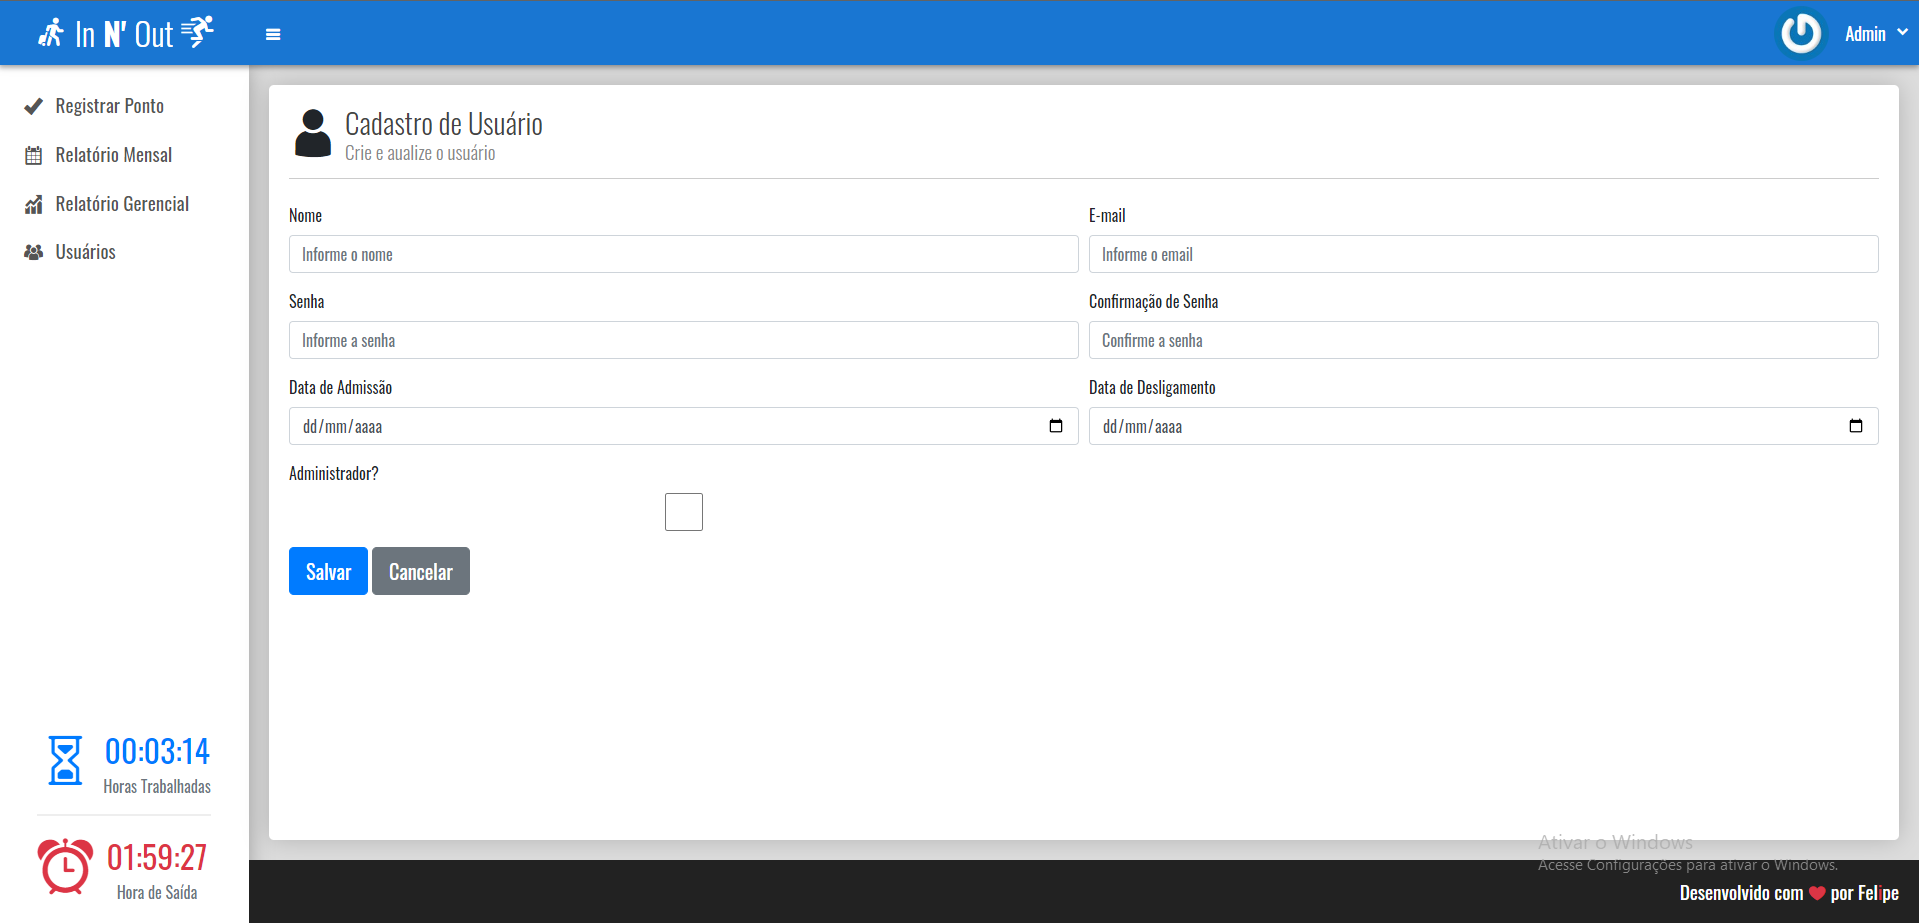 In N' Out
Admin
Registrar Ponto
Relatório Mensal
Relatório Gerencial
Usuários
Cadastro de Usuário
Crie e aualize o usuário
Nome
E-mail
Informe o nome
Informe o email
Senha
Confirmação de Senha
Informe a senha
Confirme a senha
Data de Admissão
Data de Desligamento
dd/mm/aaaa
dd/mm/aaaa
Administrador?
Salvar
Cancelar
00:03:14
Horas Trabalhadas
01:59:27
Hora de Saída
Ativar o Windows
Acesse Configurações para ativar o Windows.
Desenvolvido com ❤ por Felipe